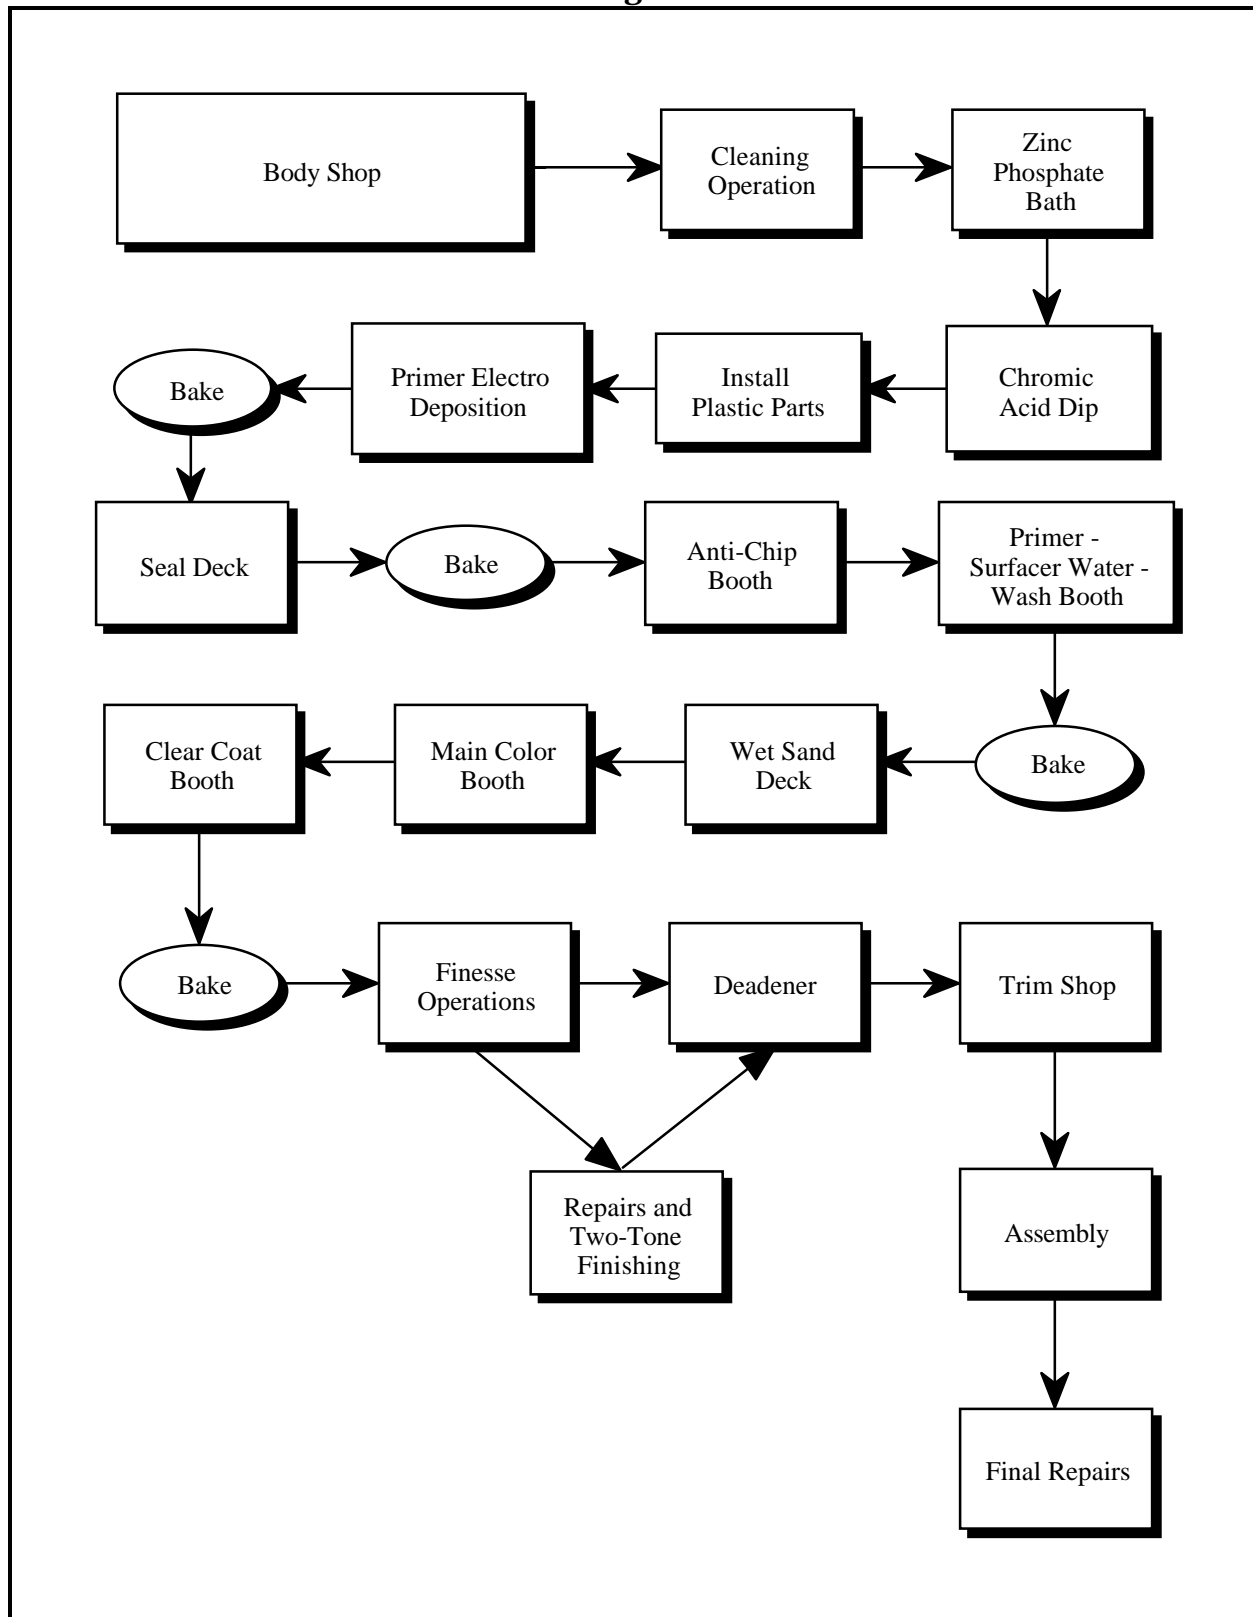 Body Shop
Cleaning
Operation
Zinc
Phosphate
Bath
Bake
Primer Electro
Deposition
Install
Plastic Parts
Chromic
Acid Dip
Seal Deck
Bake
Anti-Chip
Booth
Primer -
Surfacer Water -
Wash Booth
Clear Coat
Booth
Main Color
Booth
Wet Sand
Deck
Bake
Bake
Finesse
Operations
Deadener
Trim Shop
Repairs and
Two-Tone
Finishing
Assembly
Final Repairs